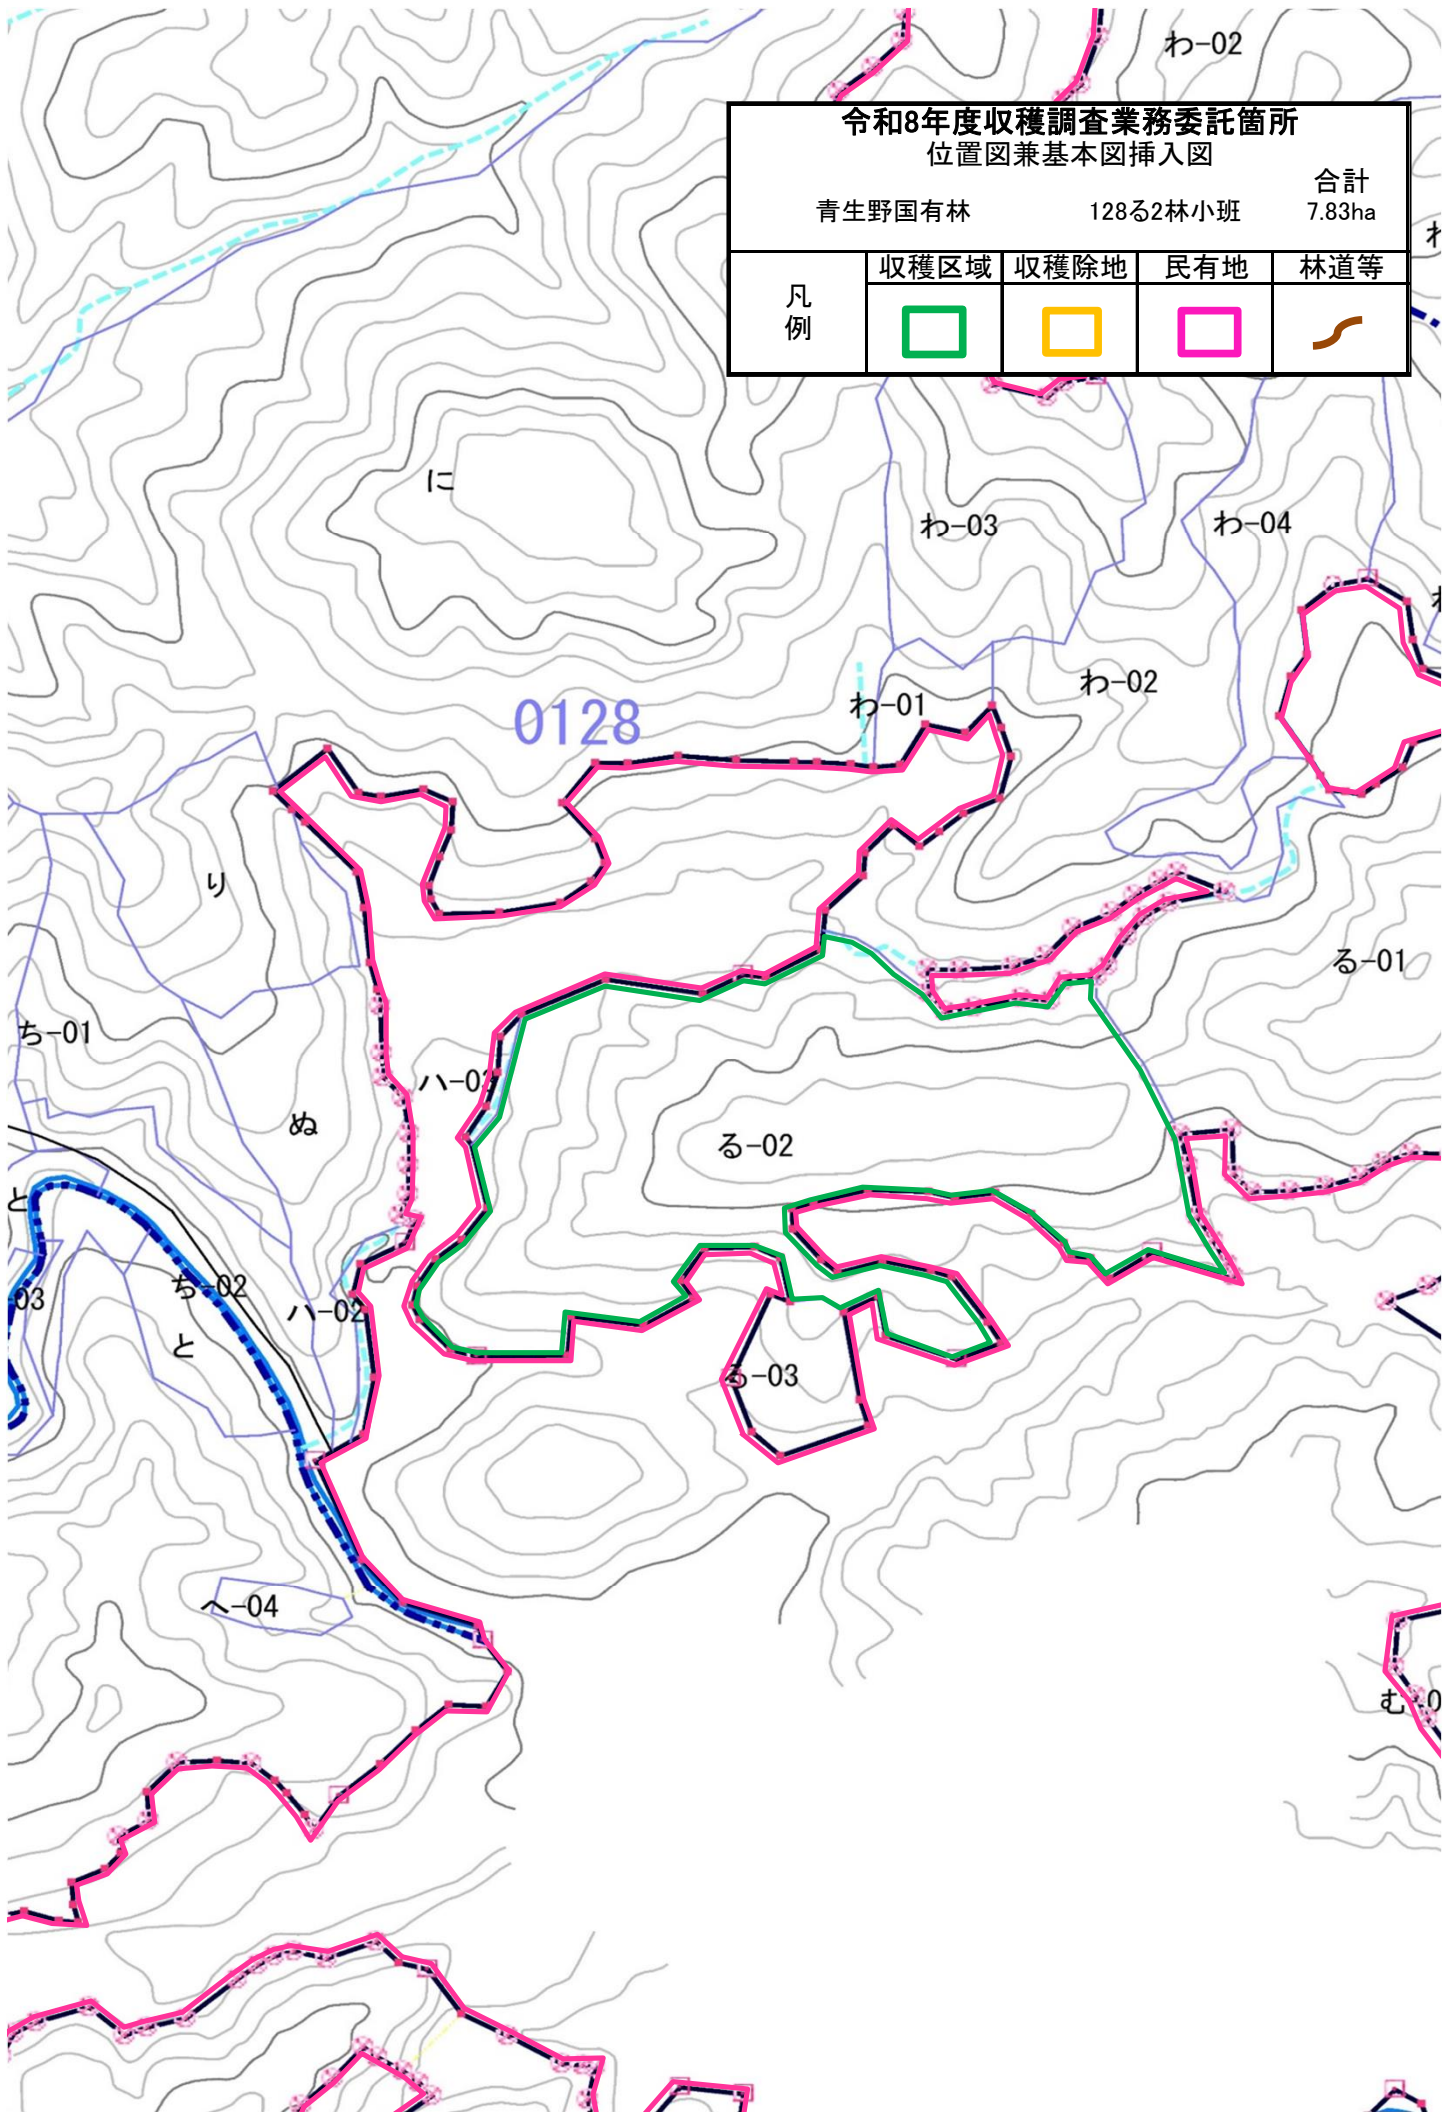 わ-02
令和8年度収穫調査業務委託箇所
位置図兼基本図挿入図
合計
青生野国有林 128る2林小班 7.83ha
凡例 収穫区域 収穫除地 民有地 林道等
に
わ-03
わ-04
わ-02
わ-01
0128
り
る-01
ち-01
ハ-02
ぬ
る-02
と
ち-02
03
ハ-02
と
る-03
へ-04